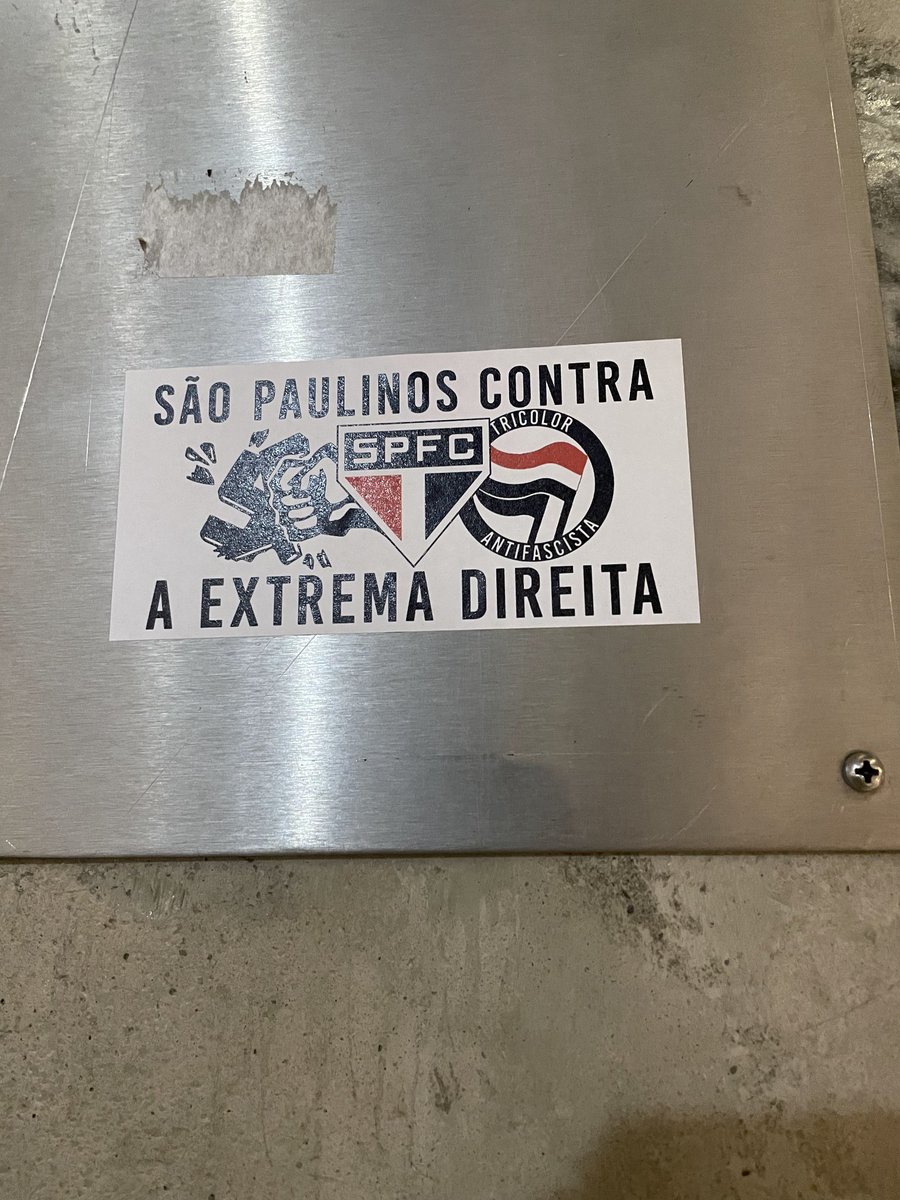 SÃO PAULINOS CONTRA
SPFC
TRICOLOR
ANTIFASCISTA
A EXTREMA DIREITA